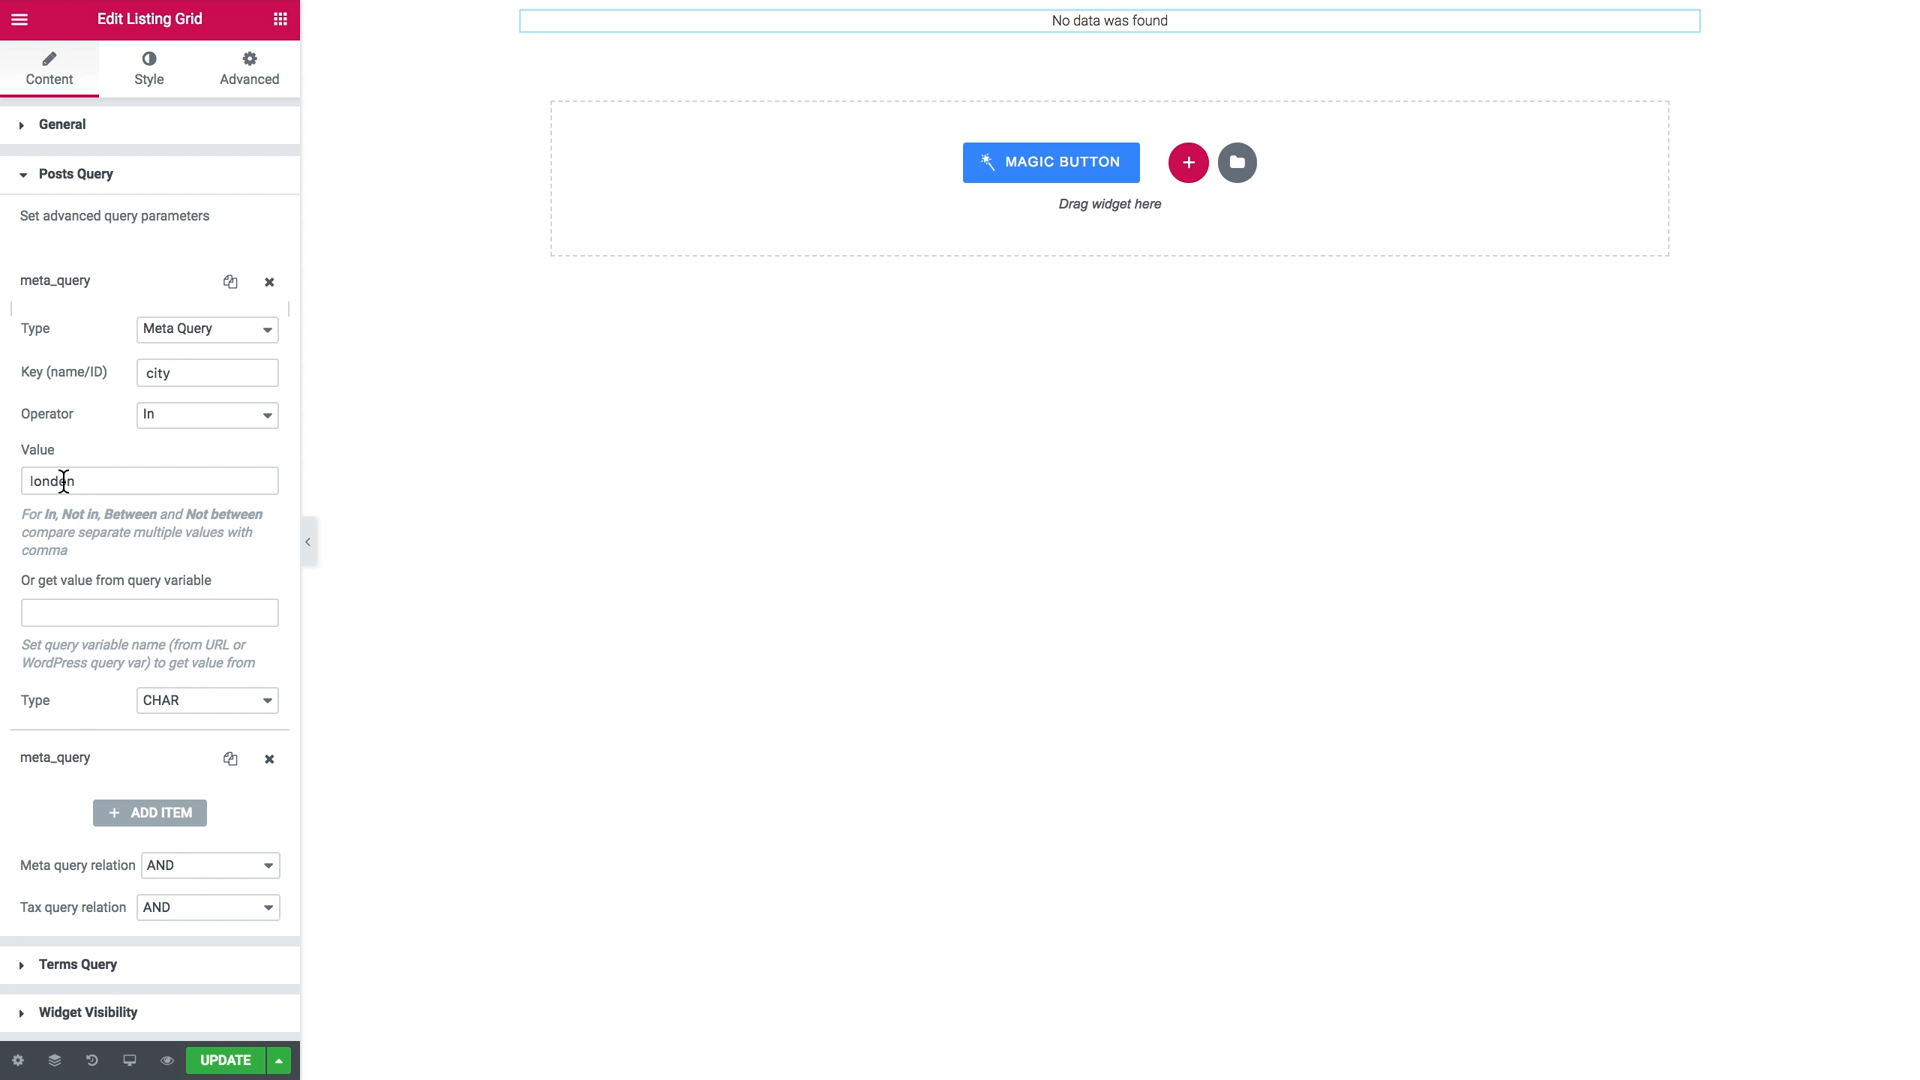 Edit Listing Grid
Content
Style
Advanced
General
Posts Query
Set advanced query parameters
meta_query
Type
Meta Query
Key (name/ID)
city
Operator
In
Value
london
For In, Not in, Between and Not between
compare separate multiple values with
comma
Or get value from query variable
Set query variable name (from URL or
WordPress query var) to get value from
Type
CHAR
meta_query
ADD ITEM
Meta query relation
AND
Tax query relation
AND
Terms Query
Widget Visibility
UPDATE
No data was found
MAGIC BUTTON
Drag widget here